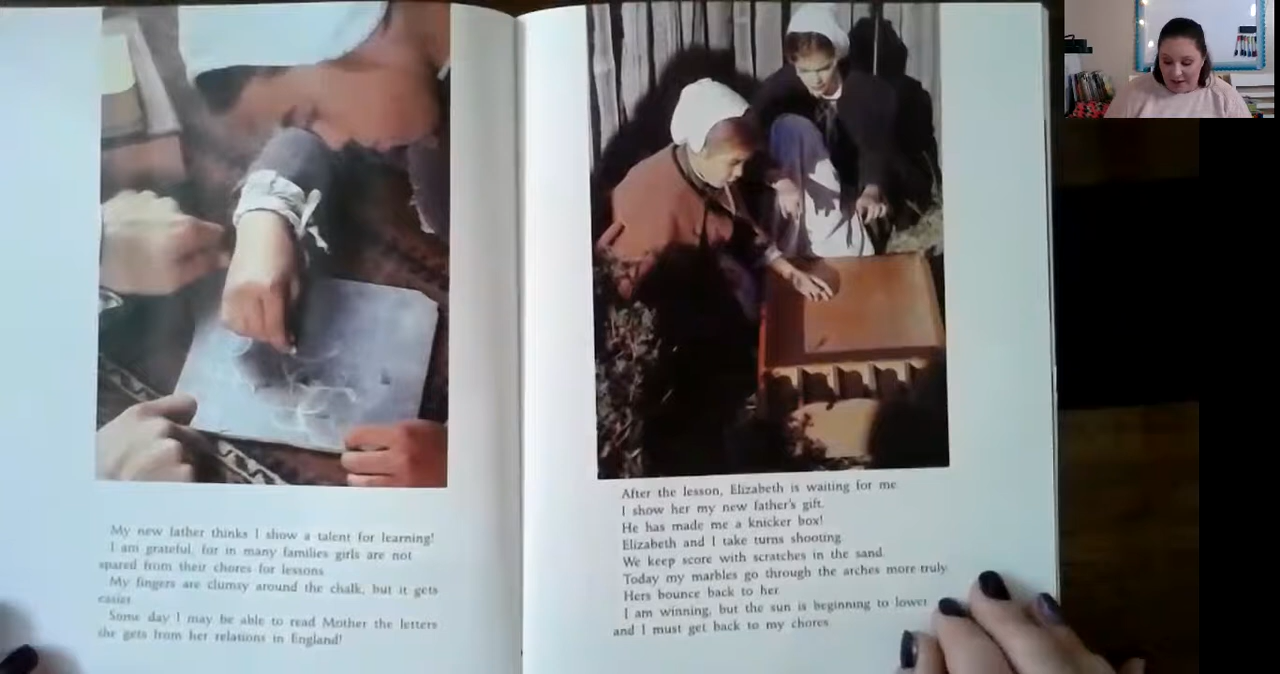 My new father thinks I show a talent for learning!
I am grateful, for in many families girls are not
spared from their chores for lessons.
My fingers are clumsy around the chalk, but it gets
easier.
Some day I may be able to read Mother the letters
she gets from her relations in England!
After the lesson, Elizabeth is waiting for me.
I show her my new father's gift.
He has made me a knicker box!
Elizabeth and I take turns shooting.
We keep score with scratches in the sand.
Today my marbles go through the arches more truly.
Hers bounce back to her.
I am winning, but the sun is beginning to lower
and I must get back to my chores.